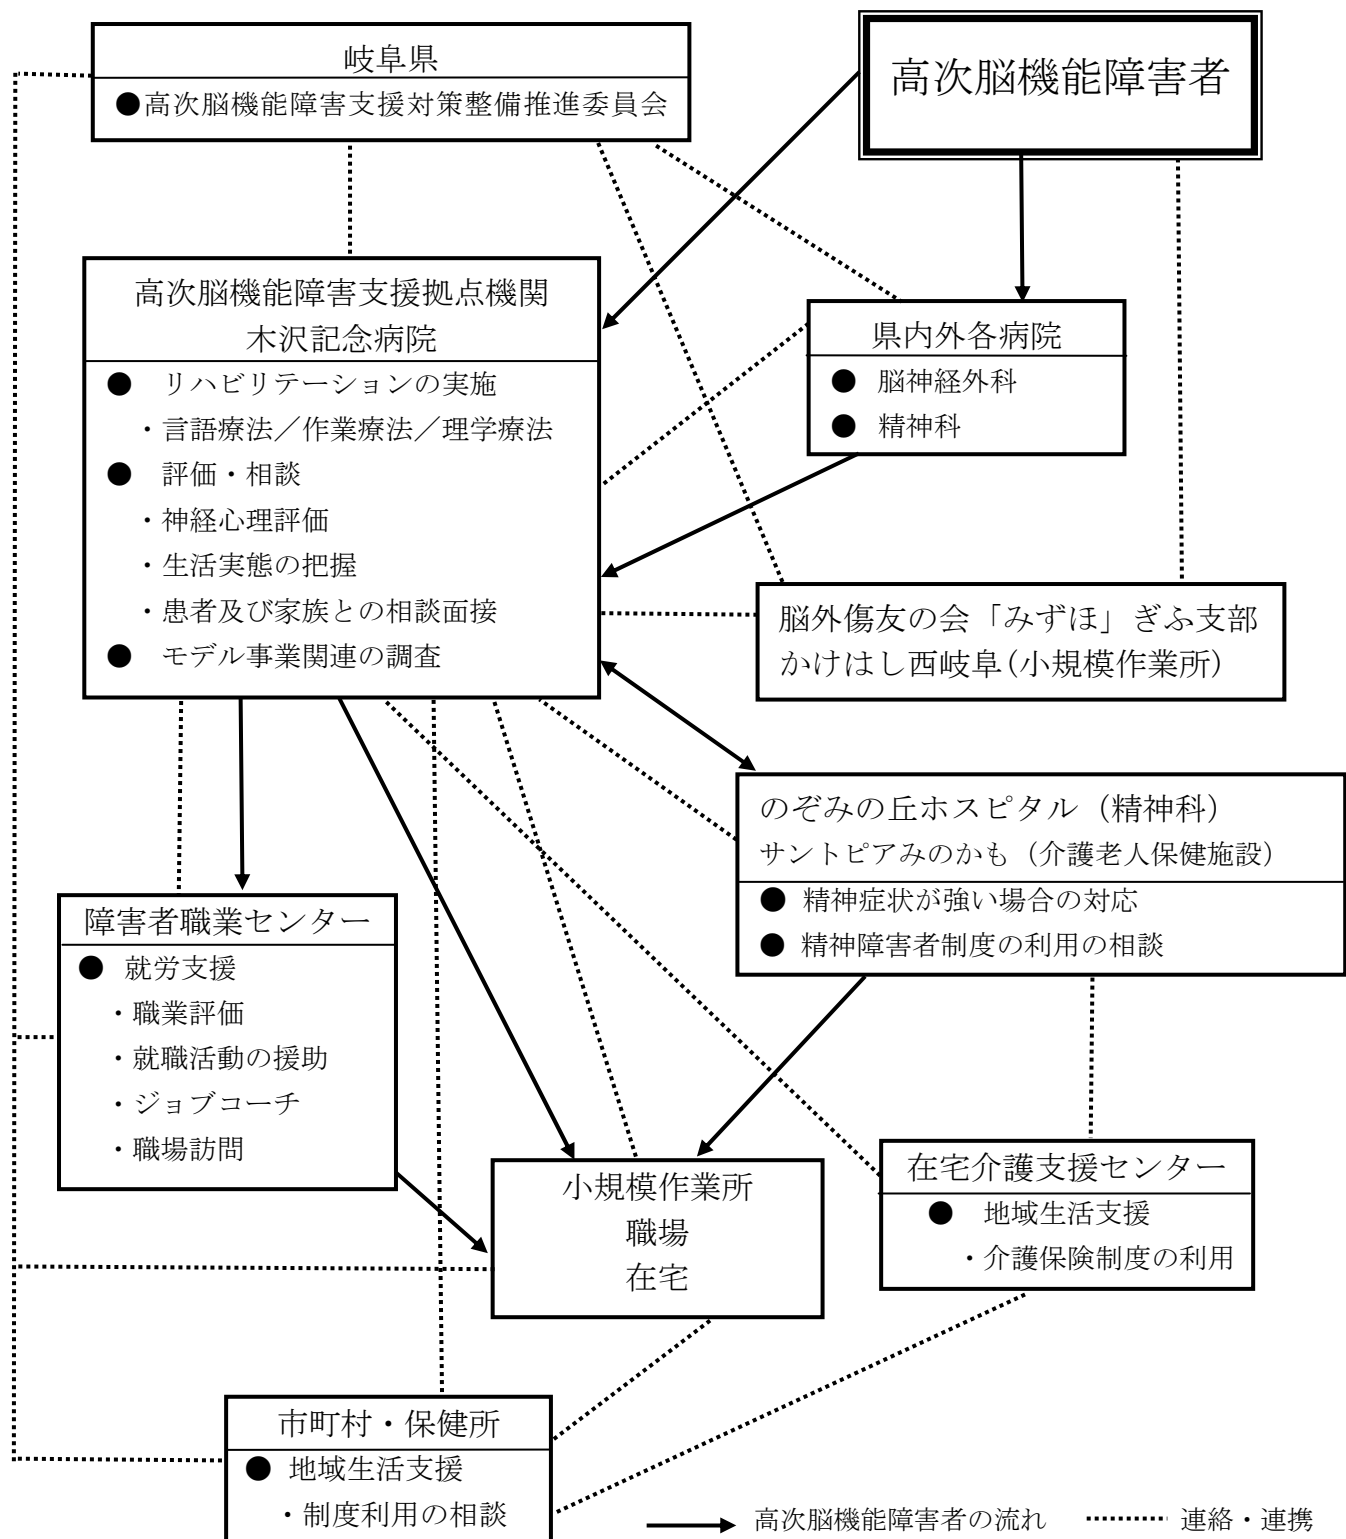 岐阜県
●高次脳機能障害支援対策整備推進委員会
高次脳機能障害者
高次脳機能障害支援拠点機関
木沢記念病院
● リハビリテーションの実施
・言語療法／作業療法／理学療法
● 評価・相談
・神経心理評価
・生活実態の把握
・患者及び家族との相談面接
● モデル事業関連の調査
県内外各病院
● 脳神経外科
● 精神科
脳外傷友の会「みずほ」ぎふ支部
かけはし西岐阜(小規模作業所)
のぞみの丘ホスピタル（精神科）
サントピアみのかも（介護老人保健施設）
● 精神症状が強い場合の対応
● 精神障害者制度の利用の相談
障害者職業センター
● 就労支援
・職業評価
・就職活動の援助
・ジョブコーチ
・職場訪問
小規模作業所
職場
在宅
在宅介護支援センター
● 地域生活支援
・介護保険制度の利用
市町村・保健所
● 地域生活支援
・制度利用の相談
高次脳機能障害者の流れ
連絡・連携